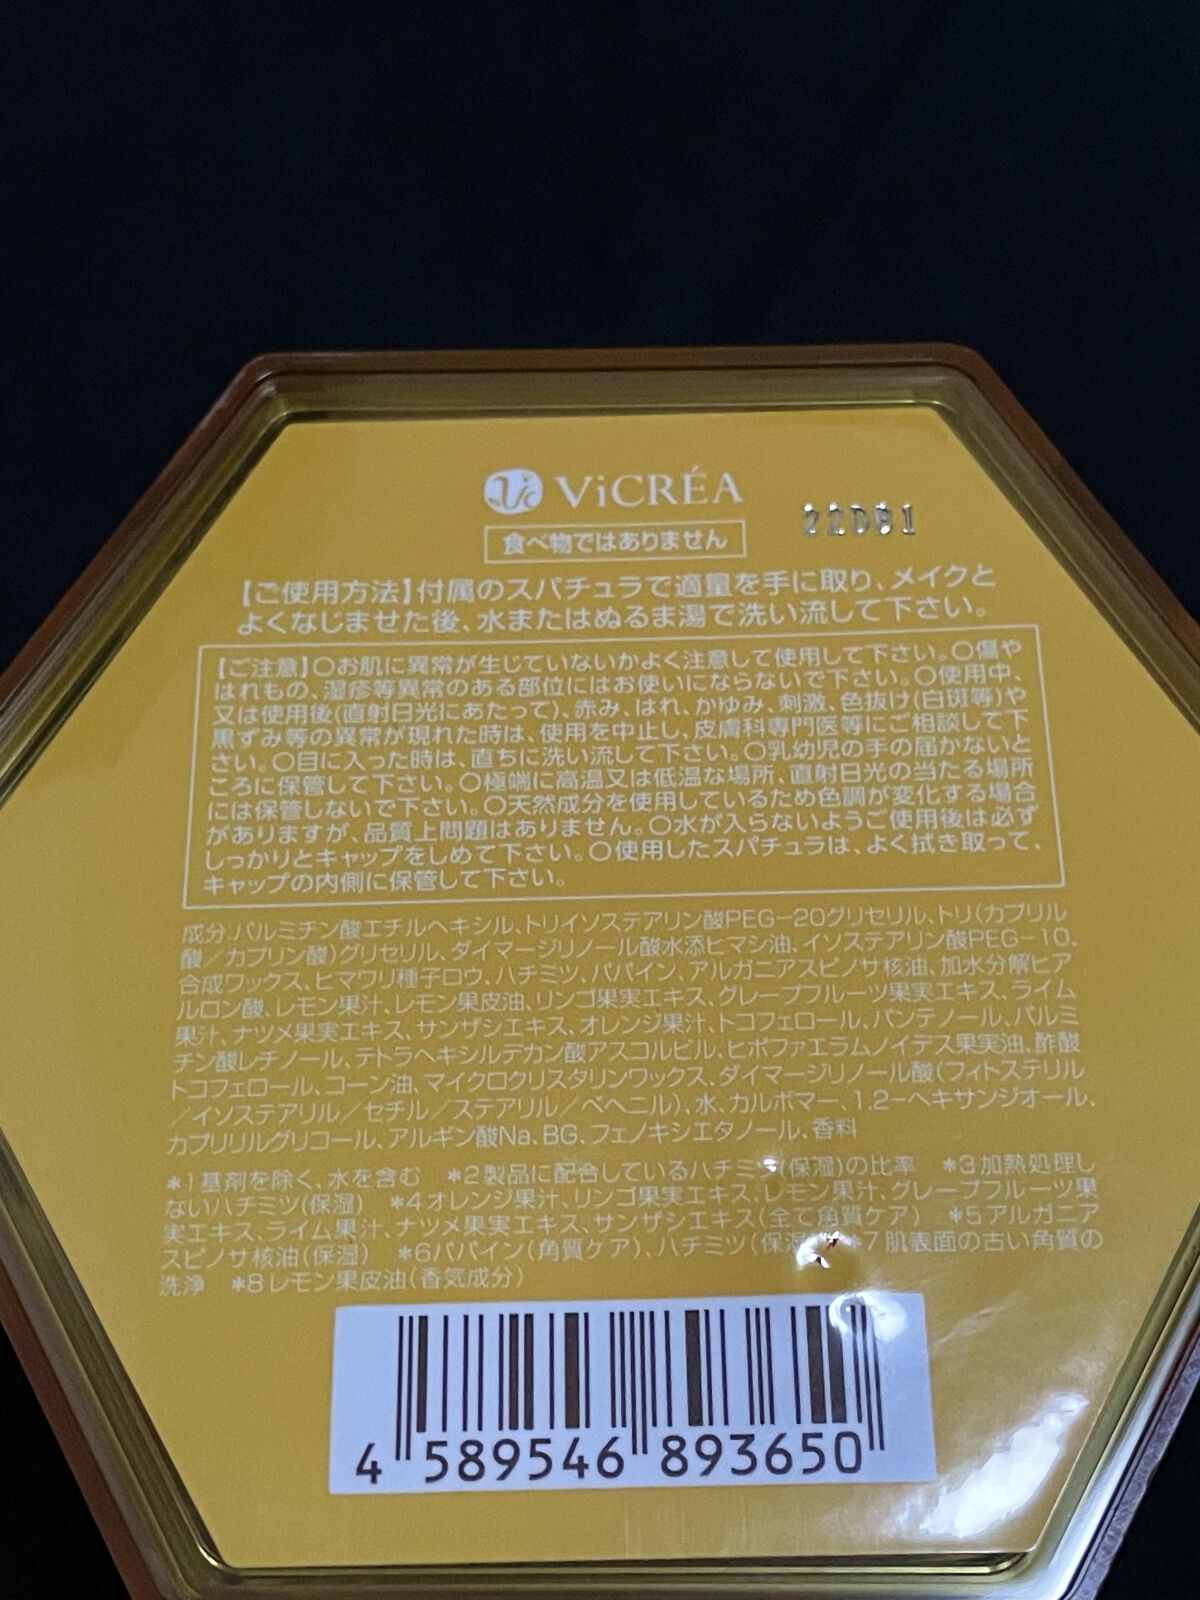 Vic ViCRÉA
22DB1
食べ物ではありません
【ご使用方法】付属のスパチュラで適量を手に取り、メイクと
よくなじませた後、水またはぬるま湯で洗い流して下さい。
【ご注意】○お肌に異常が生じていないかよく注意して使用して下さい。○傷や
はれもの、湿疹等異常のある部位にはお使いにならないで下さい。○使用中、
又は使用後(直射日光にあたって)、赤み、はれ、かゆみ、刺激、色抜け(白斑等)や
黒ずみ等の異常が現れた時は、使用を中止し、皮膚科専門医等にご相談して下
さい。○目に入った時は、直ちに洗い流して下さい。○乳幼児の手の届かないと
ころに保管して下さい。○極端に高温又は低温な場所、直射日光の当たる場所
には保管しないで下さい。○天然成分を使用しているため色調が変化する場合
がありますが、品質上問題はありません。○水が入らないようご使用後は必ず
しっかりとキャップをしめて下さい。○使用したスパチュラは、よく拭き取って、
キャップの内側に保管して下さい。
成分:パルミチン酸エチルヘキシル、トリイソステアリン酸PEG-20グリセリル、トリ(カプリル
酸/カプリン酸)グリセリル、ダイマージリノール酸水添ヒマシ油、イソステアリン酸PEG-10、
合成ワックス、ヒマワリ種子ロウ、ハチミツ、パパイン、アルガニアスピノサ核油、加水分解ヒア
ルロン酸、レモン果汁、レモン果皮油、リンゴ果実エキス、グレープフルーツ果実エキス、ライム
果汁、ナツメ果実エキス、サンザシエキス、オレンジ果汁、トコフェロール、パンテノール、パルミ
チン酸レチノール、テトラヘキシルデカン酸アスコルビル、ヒポファエラムノイデス果実油、酢酸
トコフェロール、コーン油、マイクロクリスタリンワックス、ダイマージリノール酸(フィトステリル
/イソステアリル/セチル/ステアリル/ベヘニル)、水、カルボマー、1,2-ヘキサンジオール、
カプリリルグリコール、アルギン酸Na、BG、フェノキシエタノール、香料
*1基剤を除く、水を含む *2製品に配合しているハチミツ(保湿)の比率 *3加熱処理し
ないハチミツ(保湿) *4オレンジ果汁、リンゴ果実エキス、レモン果汁、グレープフルーツ果
実エキス、ライム果汁、ナツメ果実エキス、サンザシエキス(全て角質ケア) *5アルガニア
スピノサ核油(保湿) *6パパイン(角質ケア)、ハチミツ(保湿) *7肌表面の古い角質の
洗浄 *8レモン果皮油(香気成分)
4 589546 893650